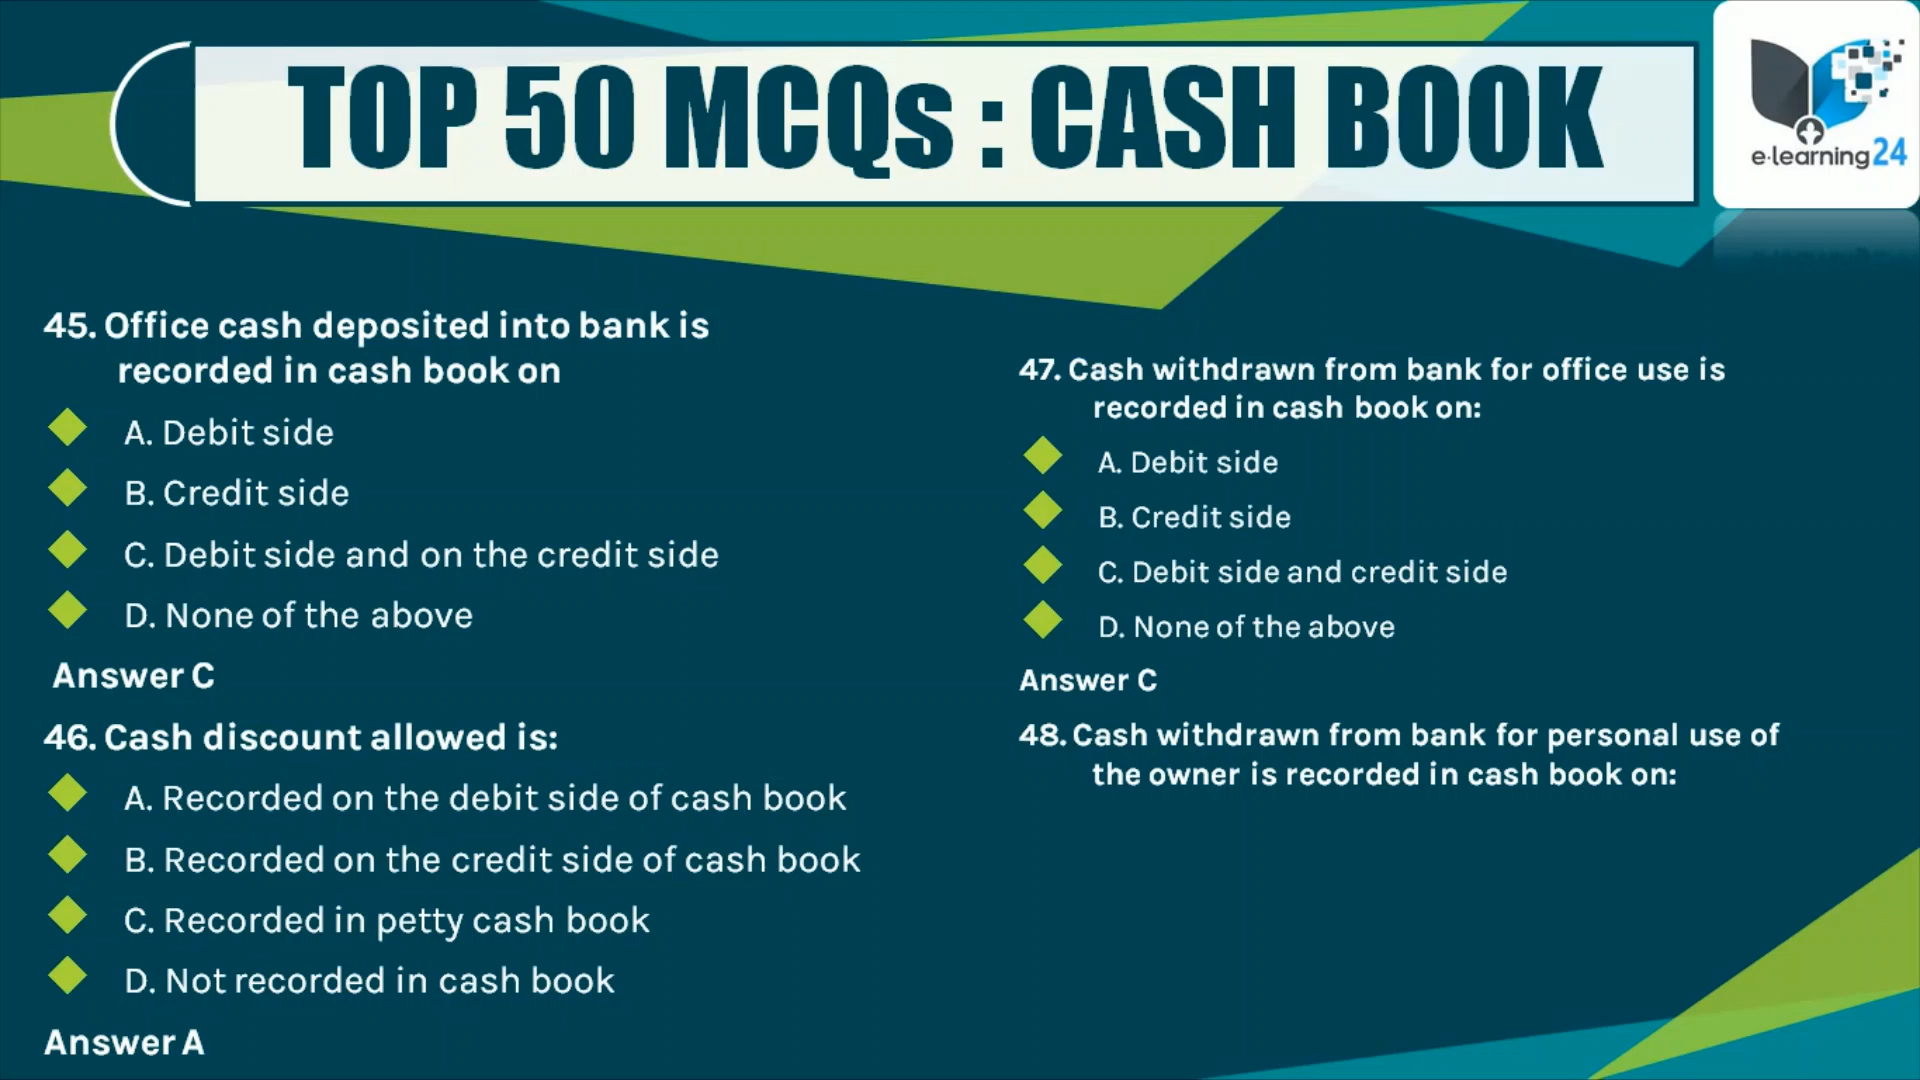 TOP 50 MCQs : CASH BOOK
e-learning24
45. Office cash deposited into bank is
recorded in cash book on
A. Debit side
B. Credit side
C. Debit side and on the credit side
D. None of the above
Answer C
46. Cash discount allowed is:
A. Recorded on the debit side of cash book
B. Recorded on the credit side of cash book
C. Recorded in petty cash book
D. Not recorded in cash book
Answer A
47. Cash withdrawn from bank for office use is
recorded in cash book on:
A. Debit side
B. Credit side
C. Debit side and credit side
D. None of the above
Answer C
48. Cash withdrawn from bank for personal use of
the owner is recorded in cash book on: